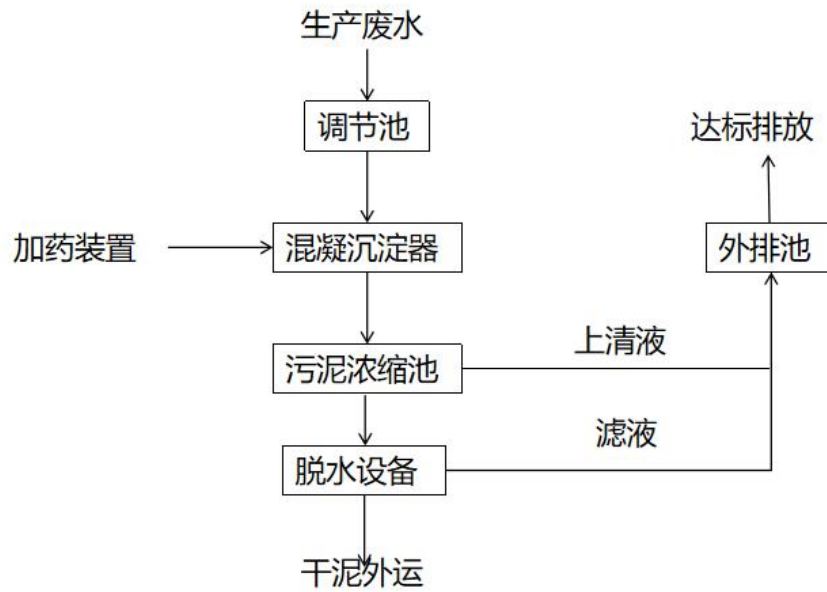 生产废水
调节池
达标排放
加药装置
混凝沉淀器
外排池
上清液
污泥浓缩池
滤液
脱水设备
干泥外运